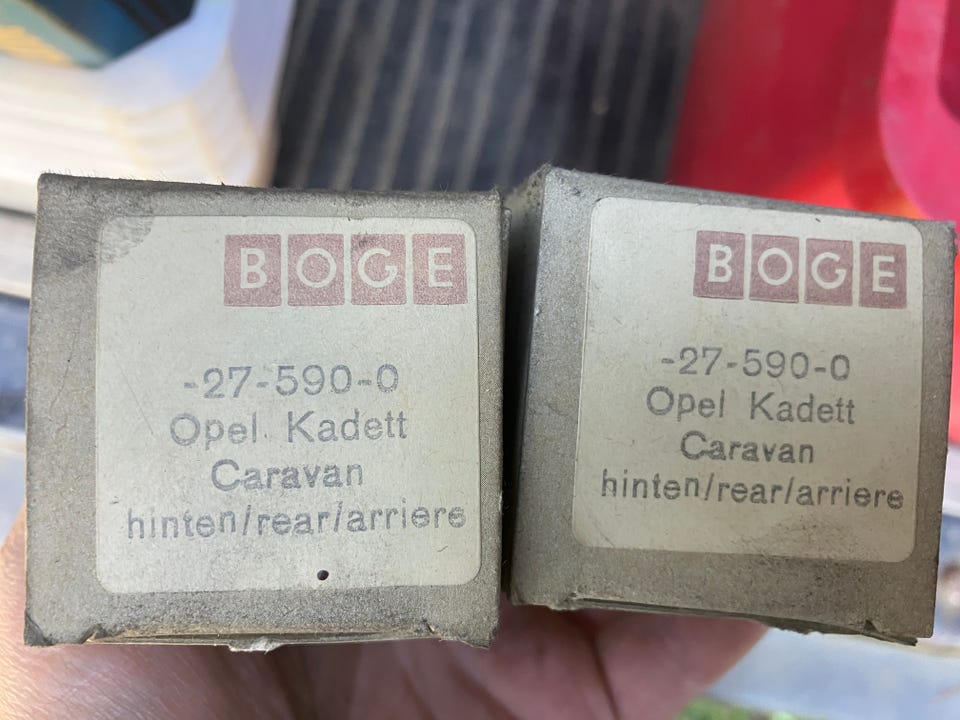 BOGE
-27-590-0
Opel Kadett
Caravan
hinten/rear/arriere
BOGE
-27-590-0
Opel Kadett
Caravan
hinten/rear/arriere